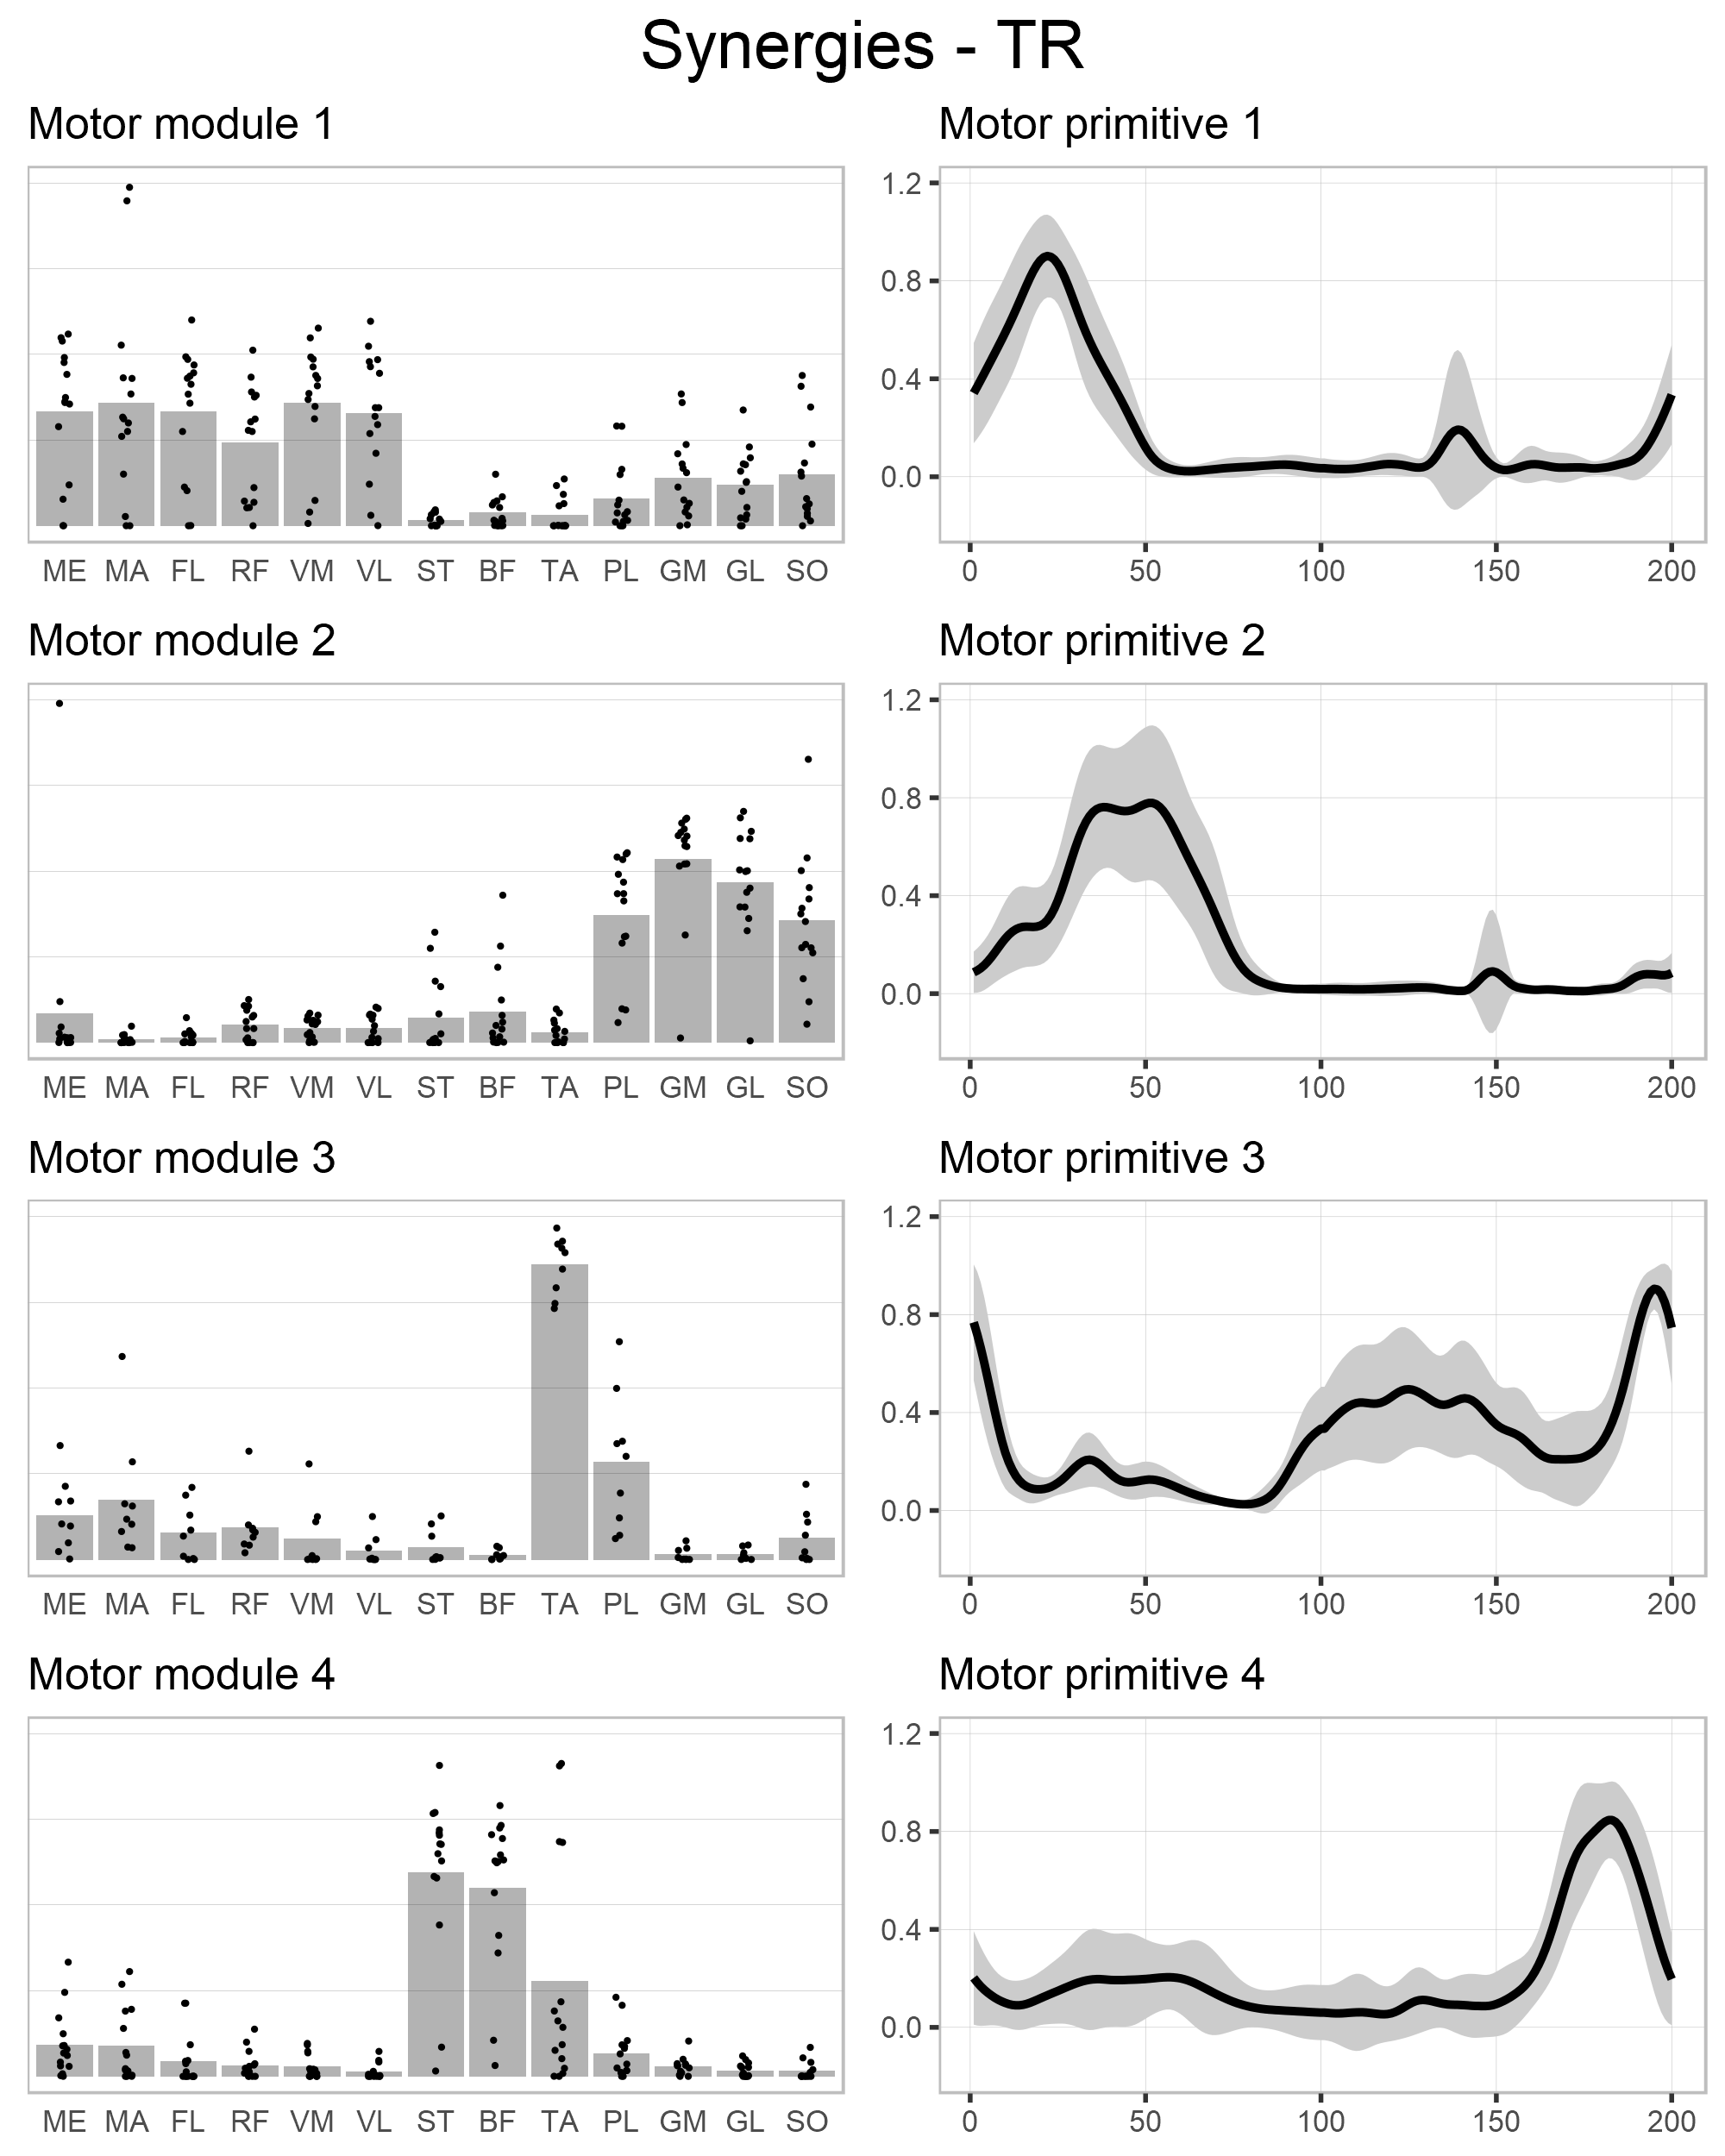 Synergies - TR
Motor module 1
Motor primitive 1
1.2
0.8
0.4
0.0
ME MA FL RF VM VL ST BF TA PL GM GL SO
0 50 100 150 200
Motor module 2
Motor primitive 2
1.2
0.8
0.4
0.0
ME MA FL RF VM VL ST BF TA PL GM GL SO
0 50 100 150 200
Motor module 3
Motor primitive 3
1.2
0.8
0.4
0.0
ME MA FL RF VM VL ST BF TA PL GM GL SO
0 50 100 150 200
Motor module 4
Motor primitive 4
1.2
0.8
0.4
0.0
ME MA FL RF VM VL ST BF TA PL GM GL SO
0 50 100 150 200